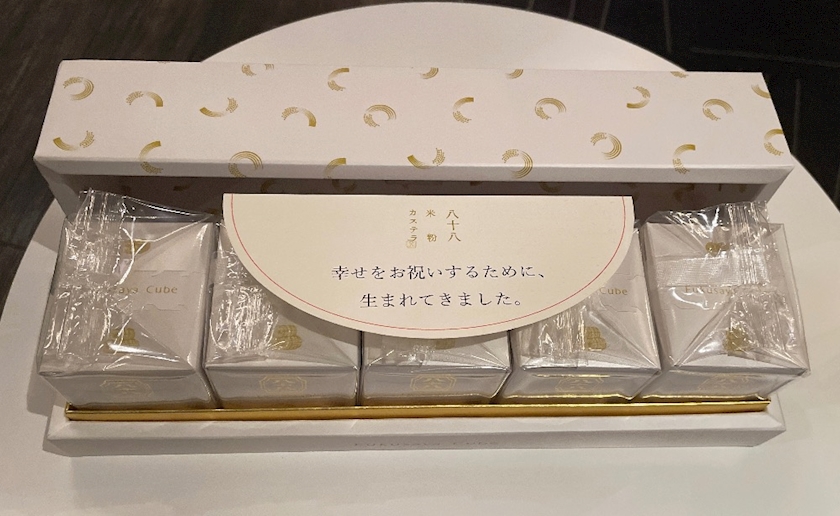 八十八
米粉
カステラ
幸せをお祝いするために、
生まれてきました。
Cube
Cube